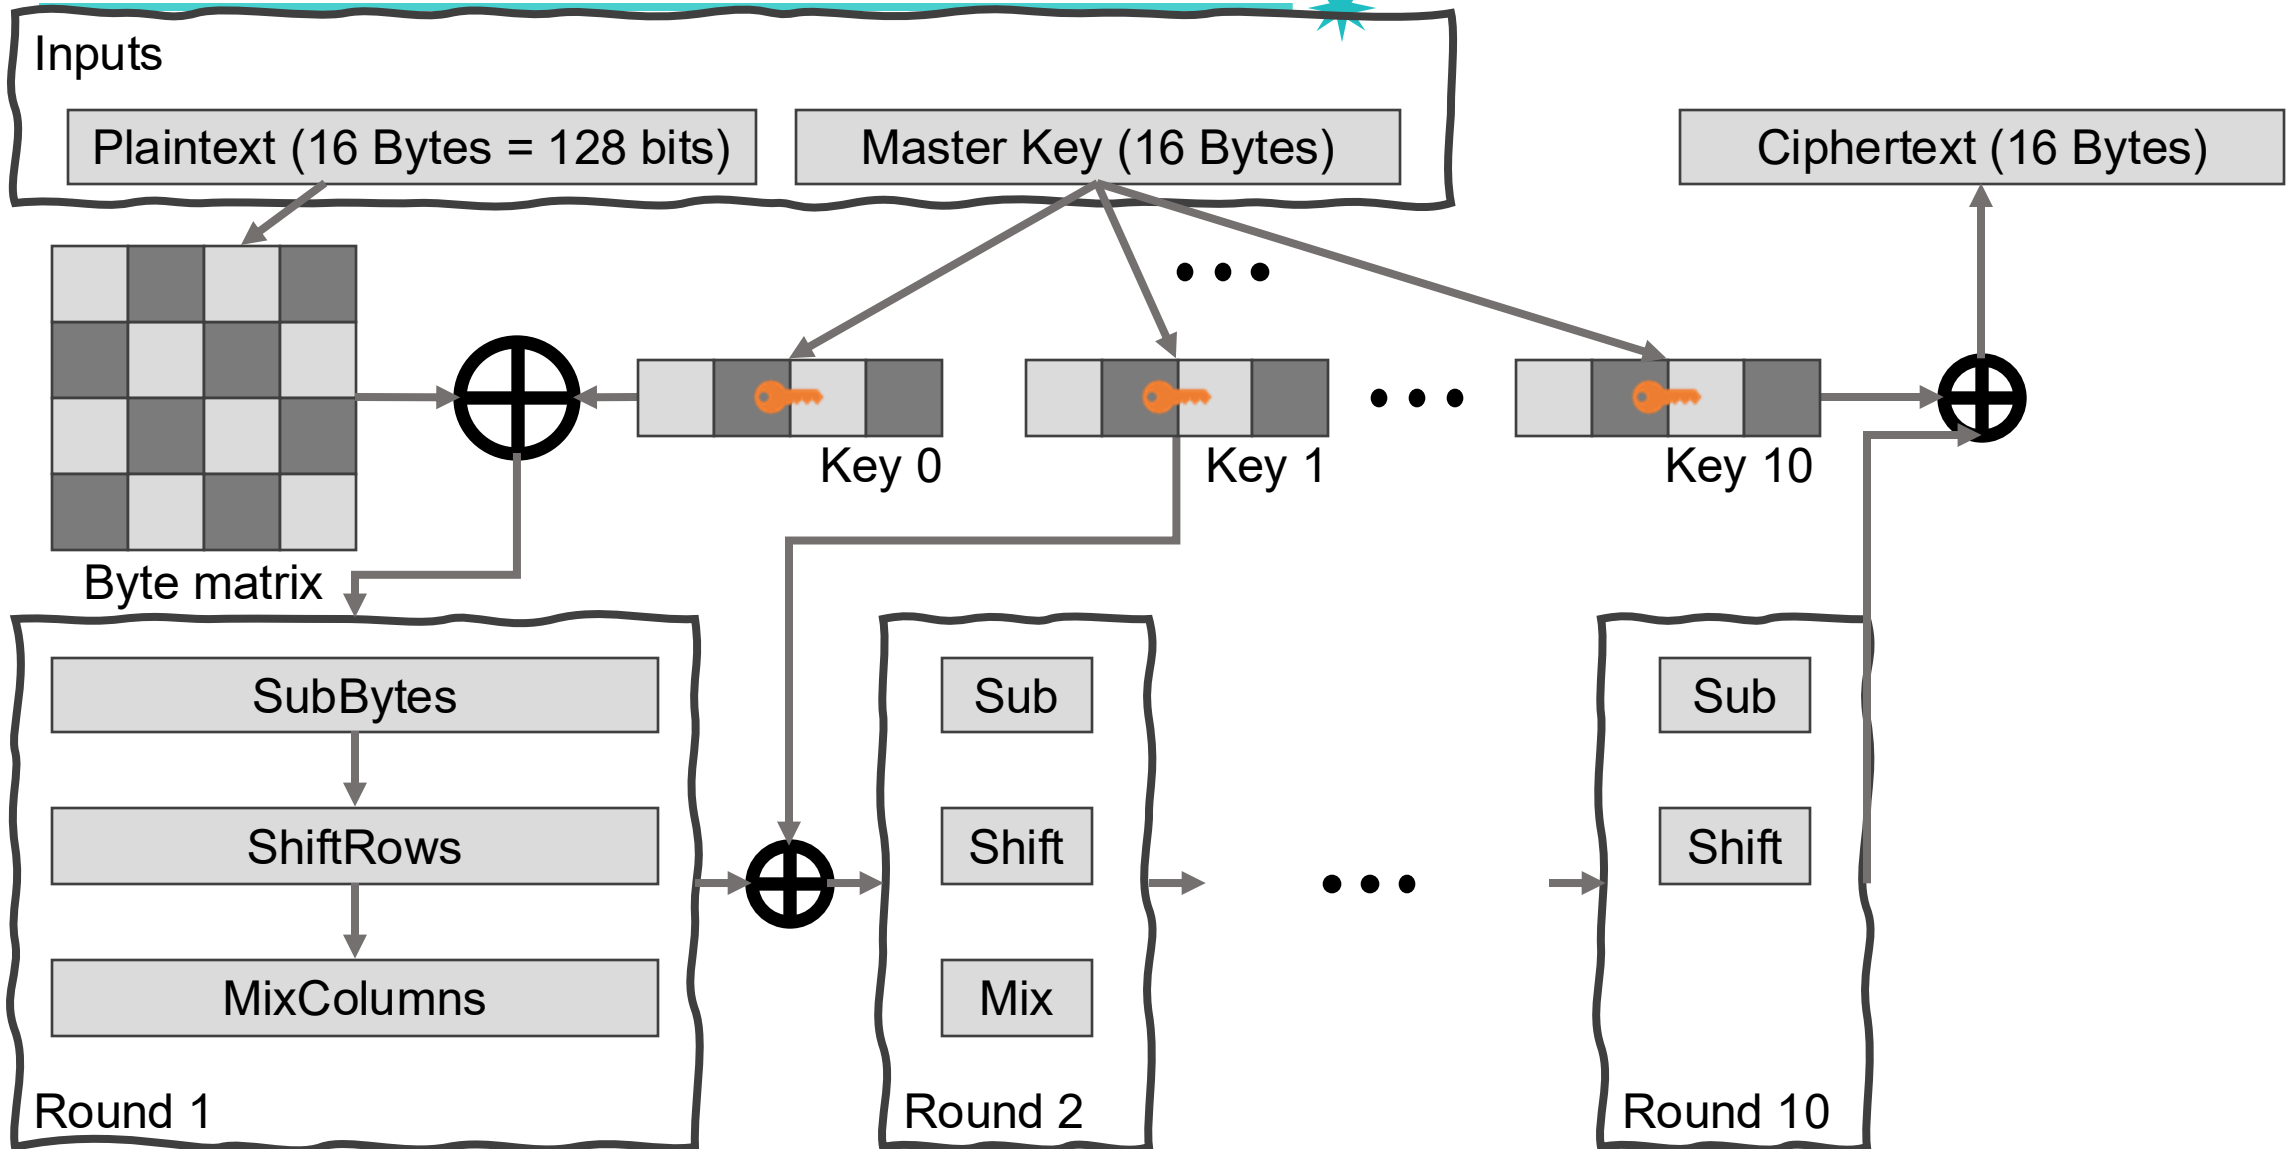 Inputs
Plaintext (16 Bytes = 128 bits)
Master Key (16 Bytes)
Ciphertext (16 Bytes)
Key 0
Key 1
Key 10
Byte matrix
SubBytes
ShiftRows
MixColumns
Round 1
Sub
Shift
Mix
Round 2
Sub
Shift
Round 10